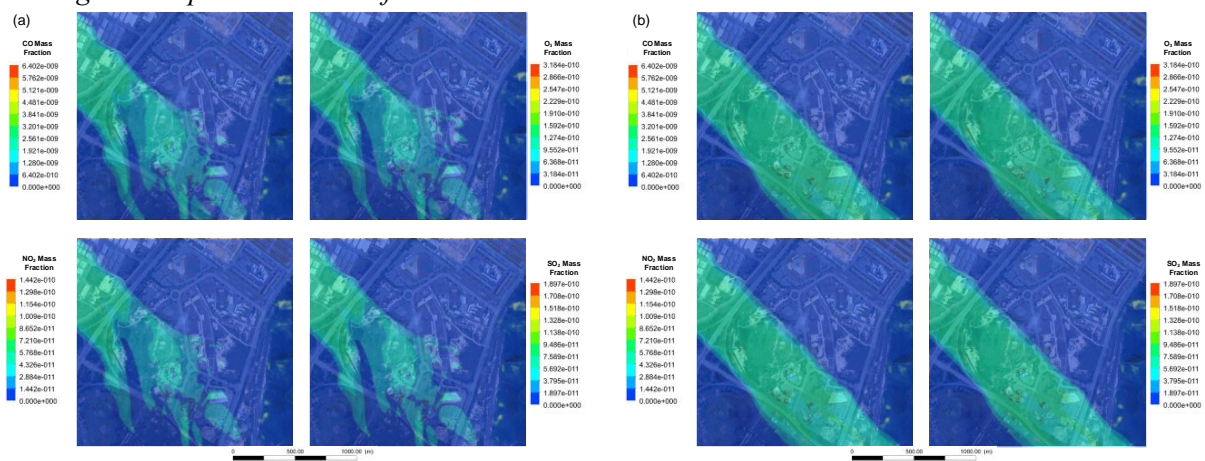 (a)
CO Mass
Fraction
6.402e-009
5.762e-009
5.121e-009
4.481e-009
3.841e-009
3.201e-009
2.561e-009
1.921e-009
1.280e-009
6.402e-010
0.000e+000
O₃ Mass
Fraction
3.184e-010
2.866e-010
2.547e-010
2.229e-010
1.910e-010
1.592e-010
1.274e-010
9.552e-011
6.368e-011
3.184e-011
0.000e+000
NO₂ Mass
Fraction
1.442e-010
1.298e-010
1.154e-010
1.009e-010
8.652e-011
7.210e-011
5.768e-011
4.326e-011
2.884e-011
1.442e-011
0.000e+000
SO₂ Mass
Fraction
1.897e-010
1.708e-010
1.518e-010
1.328e-010
1.138e-010
9.486e-011
7.589e-011
5.692e-011
3.795e-011
1.897e-011
0.000e+000
0 500.00 1000.00 (m)
(b)
CO Mass
Fraction
6.402e-009
5.762e-009
5.121e-009
4.481e-009
3.841e-009
3.201e-009
2.561e-009
1.921e-009
1.280e-009
6.402e-010
0.000e+000
O₃ Mass
Fraction
3.184e-010
2.866e-010
2.547e-010
2.229e-010
1.910e-010
1.592e-010
1.274e-010
9.552e-011
6.368e-011
3.184e-011
0.000e+000
NO₂ Mass
Fraction
1.442e-010
1.298e-010
1.154e-010
1.009e-010
8.652e-011
7.210e-011
5.768e-011
4.326e-011
2.884e-011
1.442e-011
0.000e+000
SO₂ Mass
Fraction
1.897e-010
1.708e-010
1.518e-010
1.328e-010
1.138e-010
9.486e-011
7.589e-011
5.692e-011
3.795e-011
1.897e-011
0.000e+000
0 500.00 1000.00 (m)